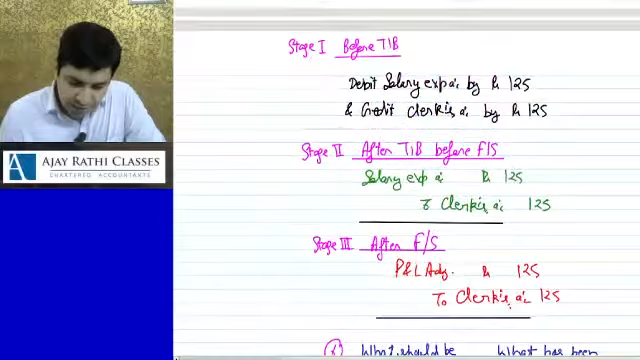 Stage I Before T/B
Debit Salary exp a/c by ₨ 125
& Credit Clerk's a/c by ₨ 125
Stage II After T/B before F/S
Salary exp a/c ₨ 125
To Clerk's a/c 125
Stage III After F/S
P&L Adj. ₨ 125
To Clerk's a/c 125
What should be What has been
AJAY RATHI CLASSES
CHARTERED ACCOUNTANTS